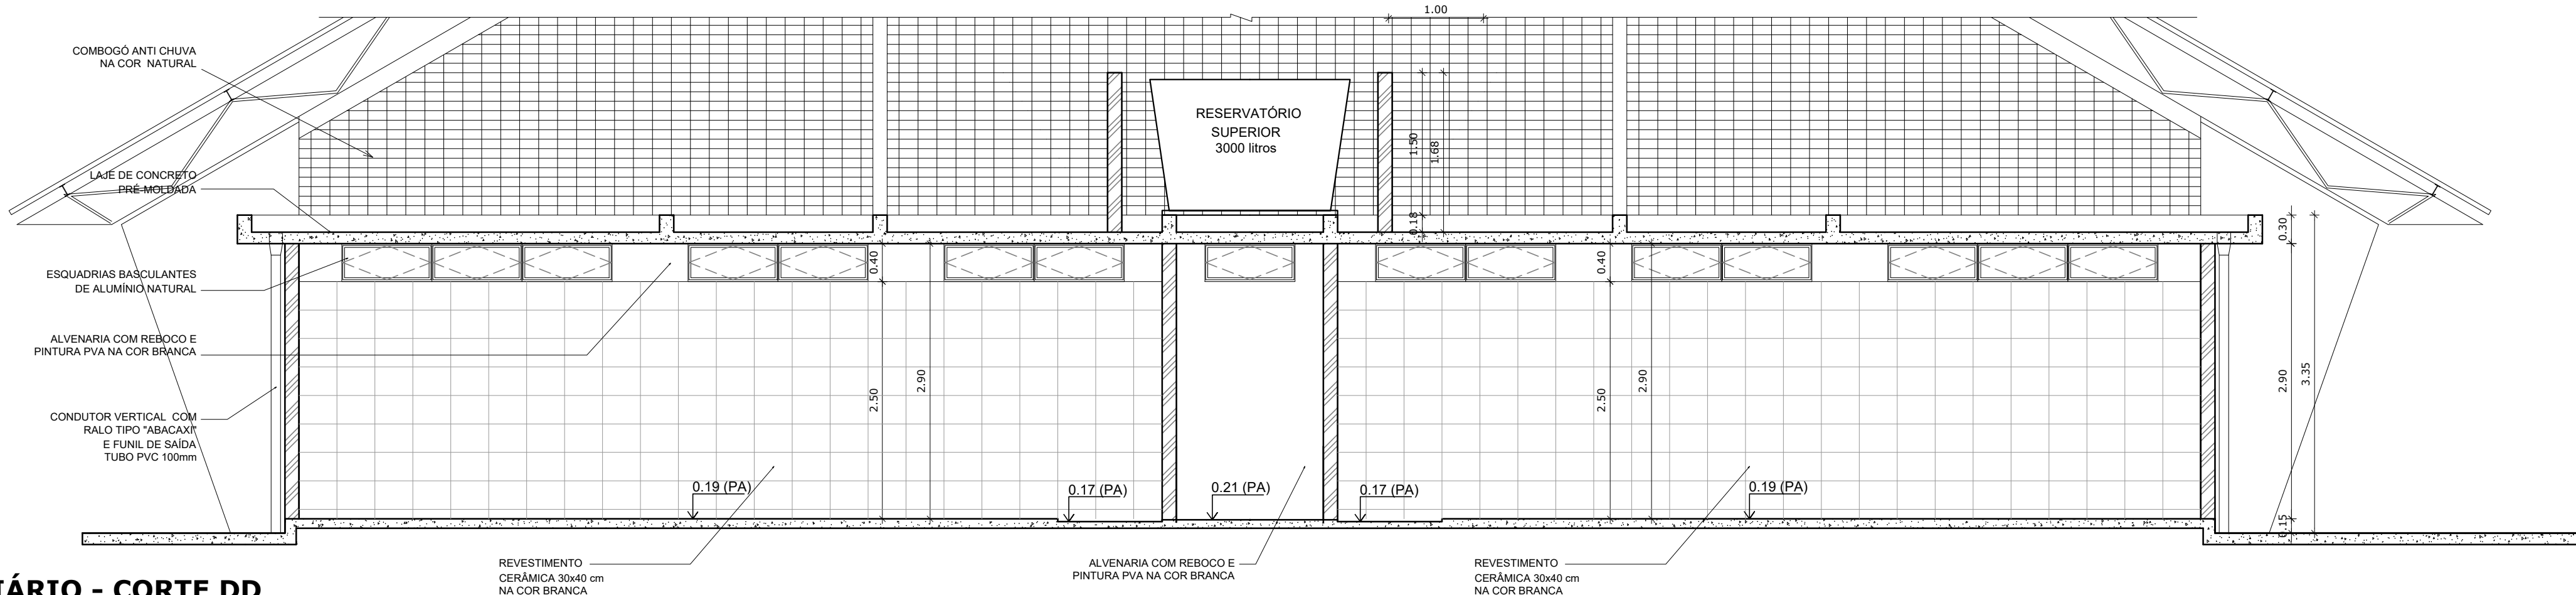 1.00
COMBOGÓ ANTI CHUVA
NA COR NATURAL
RESERVATÓRIO
SUPERIOR
3000 litros
1.50
1.68
LAJE DE CONCRETO
PRÉ-MOLDADA
0.18
0.30
ESQUADRIAS BASCULANTES
DE ALUMÍNIO NATURAL
0.40
0.40
ALVENARIA COM REBOCO E
PINTURA PVA NA COR BRANCA
2.50
2.90
2.50
2.90
2.90
3.35
CONDUTOR VERTICAL COM
RALO TIPO "ABACAXI"
E FUNIL DE SAÍDA
TUBO PVC 100mm
0.19 (PA)
0.17 (PA)
0.21 (PA)
0.17 (PA)
0.19 (PA)
0.15
REVESTIMENTO
CERÂMICA 30x40 cm
NA COR BRANCA
ALVENARIA COM REBOCO E
PINTURA PVA NA COR BRANCA
REVESTIMENTO
CERÂMICA 30x40 cm
NA COR BRANCA
IÁRIO - CORTE DD